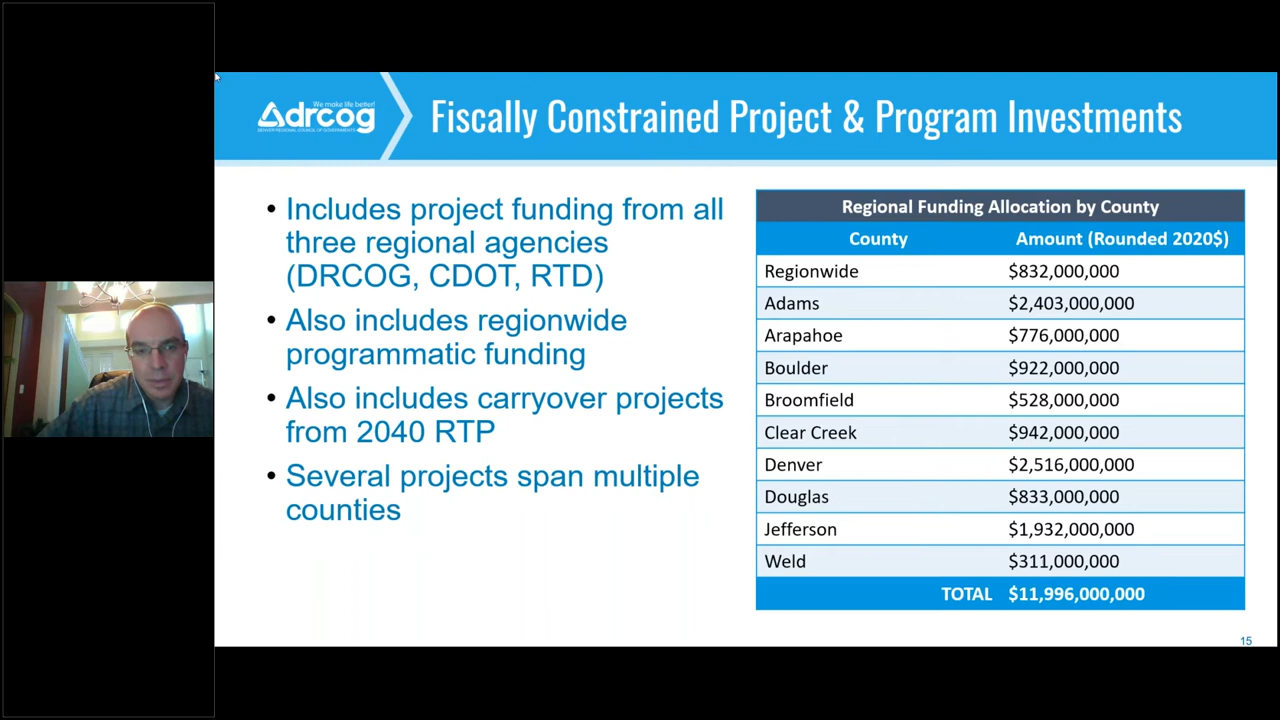 We make life better!
drcog
DENVER REGIONAL COUNCIL OF GOVERNMENTS
Fiscally Constrained Project & Program Investments
• Includes project funding from all
three regional agencies
(DRCOG, CDOT, RTD)
• Also includes regionwide
programmatic funding
• Also includes carryover projects
from 2040 RTP
• Several projects span multiple
counties
Regional Funding Allocation by County
County Amount (Rounded 2020$)
Regionwide $832,000,000
Adams $2,403,000,000
Arapahoe $776,000,000
Boulder $922,000,000
Broomfield $528,000,000
Clear Creek $942,000,000
Denver $2,516,000,000
Douglas $833,000,000
Jefferson $1,932,000,000
Weld $311,000,000
TOTAL $11,996,000,000
15